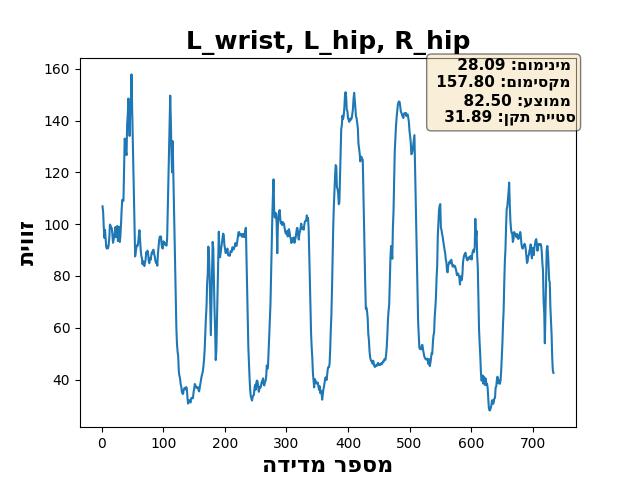 L_wrist, L_hip, R_hip
מינימום: 28.09
מקסימום: 157.80
ממוצע: 82.50
סטיית תקן: 31.89
160
140
120
100
80
60
40
זווית
0 100 200 300 400 500 600 700
מספר מדידה